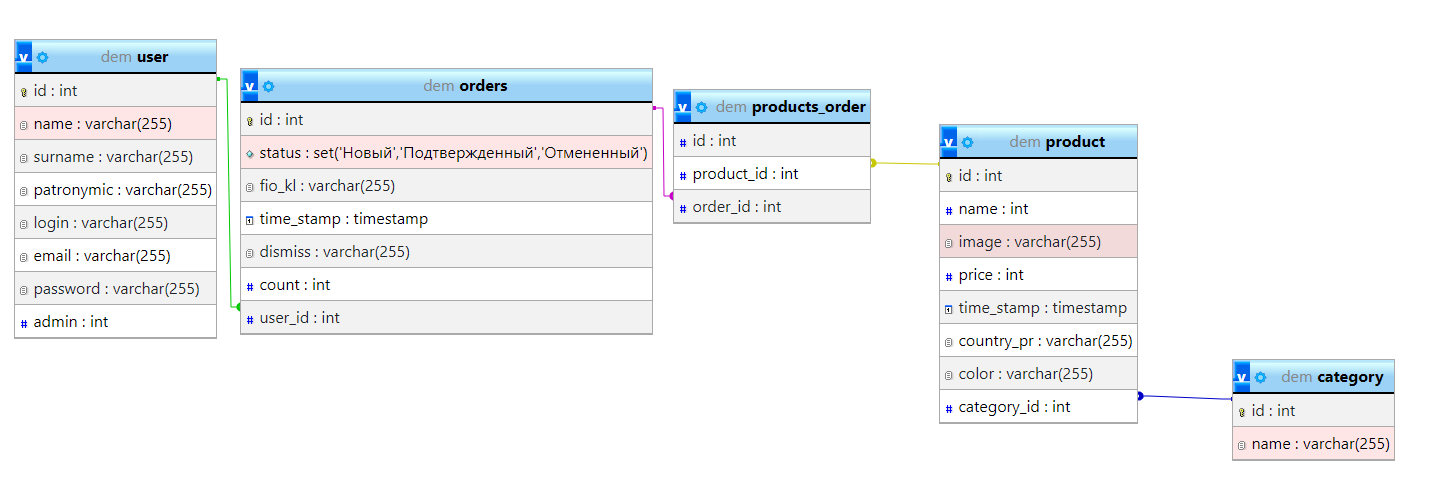 v dem user
id : int
name : varchar(255)
surname : varchar(255)
patronymic : varchar(255)
login : varchar(255)
email : varchar(255)
password : varchar(255)
# admin : int
v dem orders
id : int
status : set('Новый','Подтвержденный','Отмененный')
fio_kl : varchar(255)
time_stamp : timestamp
dismiss : varchar(255)
# count : int
# user_id : int
v dem products_order
# id : int
# product_id : int
# order_id : int
v dem product
id : int
# name : int
image : varchar(255)
# price : int
time_stamp : timestamp
country_pr : varchar(255)
color : varchar(255)
# category_id : int
v dem category
id : int
name : varchar(255)